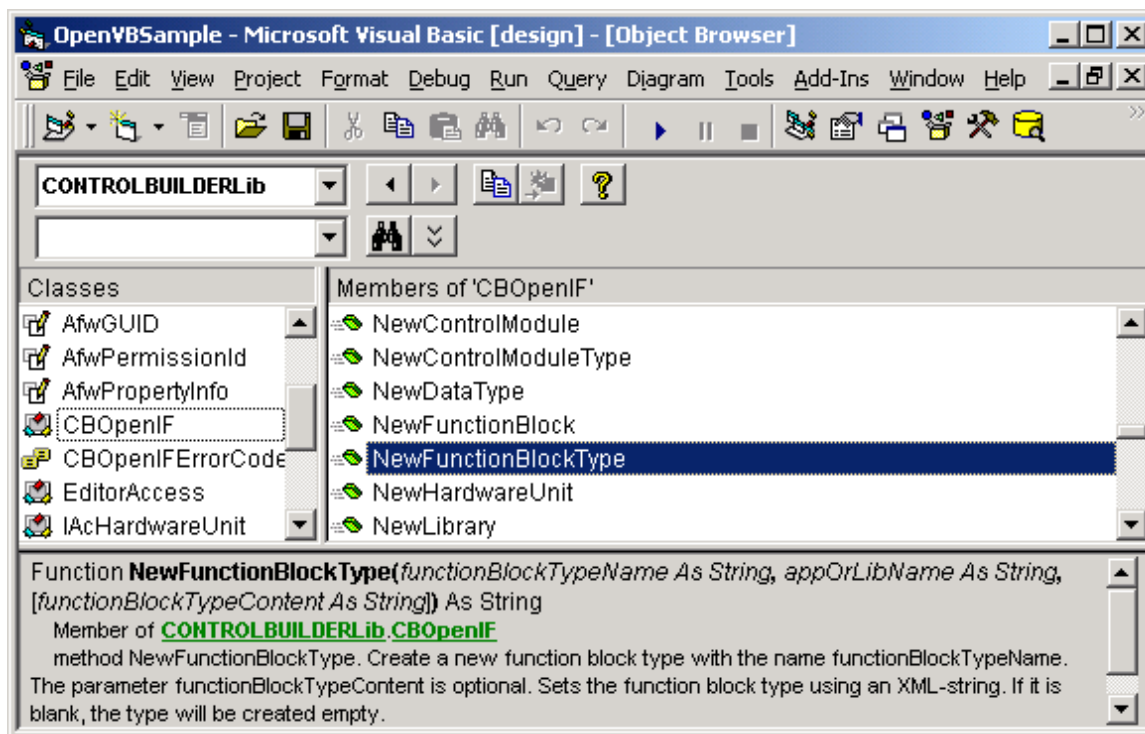 OpenVBSample - Microsoft Visual Basic [design] - [Object Browser]
File Edit View Project Format Debug Run Query Diagram Tools Add-Ins Window Help
CONTROLBUILDERLib
Classes
Members of 'CBOpenIF'
AfwGUID
NewControlModule
AfwPermissionId
NewControlModuleType
AfwPropertyInfo
NewDataType
CBOpenIF
NewFunctionBlock
CBOpenIFErrorCode
NewFunctionBlockType
EditorAccess
NewHardwareUnit
IAcHardwareUnit
NewLibrary
Function NewFunctionBlockType(functionBlockTypeName As String, appOrLibName As String,
[functionBlockTypeContent As String]) As String
Member of CONTROLBUILDERLib.CBOpenIF
method NewFunctionBlockType. Create a new function block type with the name functionBlockTypeName.
The parameter functionBlockTypeContent is optional. Sets the function block type using an XML-string. If it is
blank, the type will be created empty.